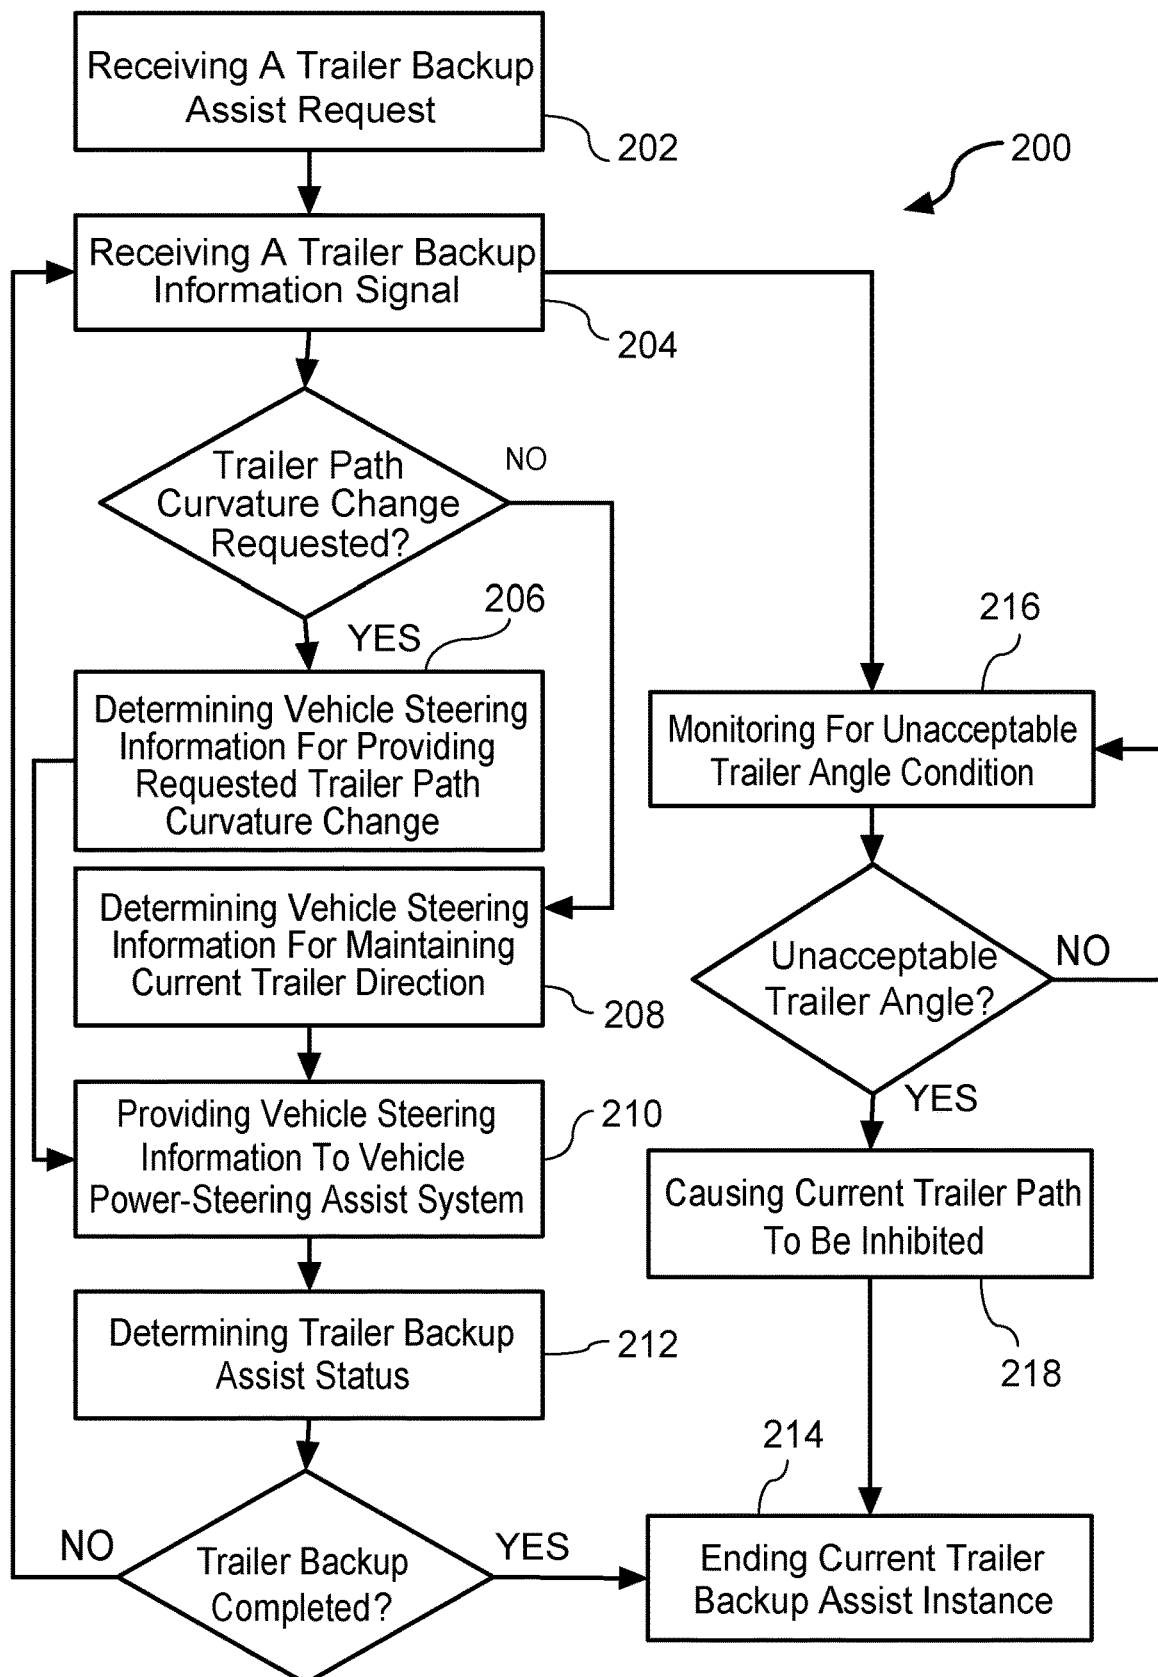 Receiving A Trailer Backup
Assist Request
202
200
Receiving A Trailer Backup
Information Signal
204
Trailer Path
Curvature Change
Requested?
NO
YES
206
Determining Vehicle Steering
Information For Providing
Requested Trailer Path
Curvature Change
Determining Vehicle Steering
Information For Maintaining
Current Trailer Direction
208
Providing Vehicle Steering
Information To Vehicle
Power-Steering Assist System
210
Determining Trailer Backup
Assist Status
212
Trailer Backup
Completed?
NO
YES
216
Monitoring For Unacceptable
Trailer Angle Condition
Unacceptable
Trailer Angle?
NO
YES
Causing Current Trailer Path
To Be Inhibited
218
214
Ending Current Trailer
Backup Assist Instance